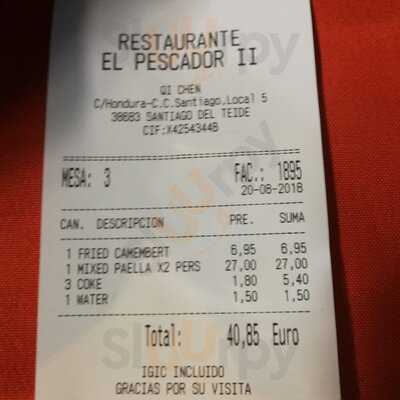 RESTAURANTE
EL PESCADOR II
QI CHEN
C/Hondura-C.C.Santiago,Local 5
38683 SANTIAGO DEL TEIDE
CIF:X4254344B
MESA: 3 FAC.: 1895
20-08-2018
CAN. DESCRIPCION PRE. SUMA
1 FRIED CAMEMBERT 6,95 6,95
1 MIXED PAELLA X2 PERS 27,00 27,00
3 COKE 1,80 5,40
1 WATER 1,50 1,50
Total: 40,85 Euro
IGIC INCLUIDO
GRACIAS POR SU VISITA